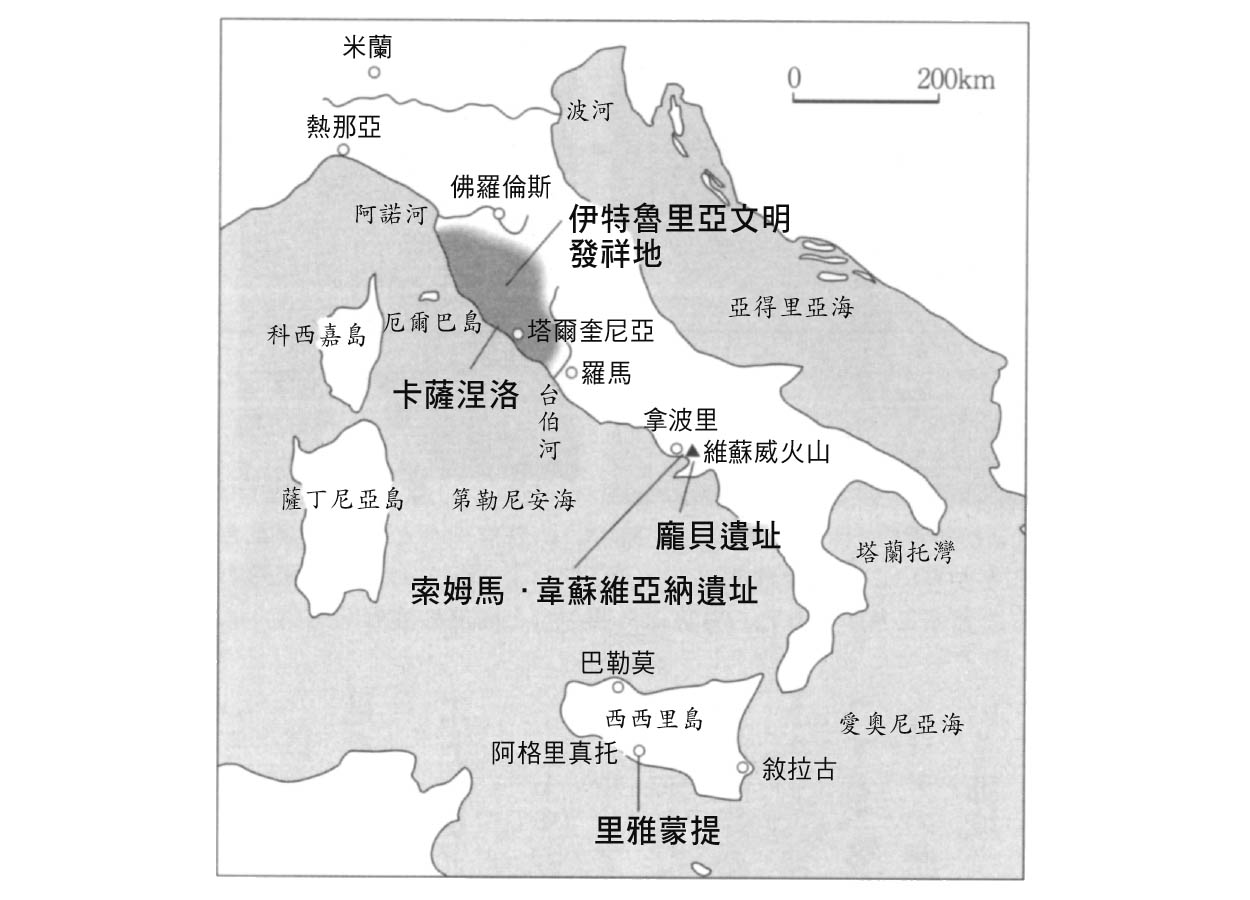 米蘭
0 200km
波河
熱那亞
佛羅倫斯
阿諾河
伊特魯里亞文明
發祥地
亞得里亞海
科西嘉島
厄爾巴島
塔爾奎尼亞
羅馬
卡薩涅洛
台伯河
拿波里
維蘇威火山
薩丁尼亞島
第勒尼安海
龐貝遺址
塔蘭托灣
索姆馬・韋蘇維亞納遺址
巴勒莫
西西里島
愛奧尼亞海
阿格里真托
敘拉古
里雅蒙提